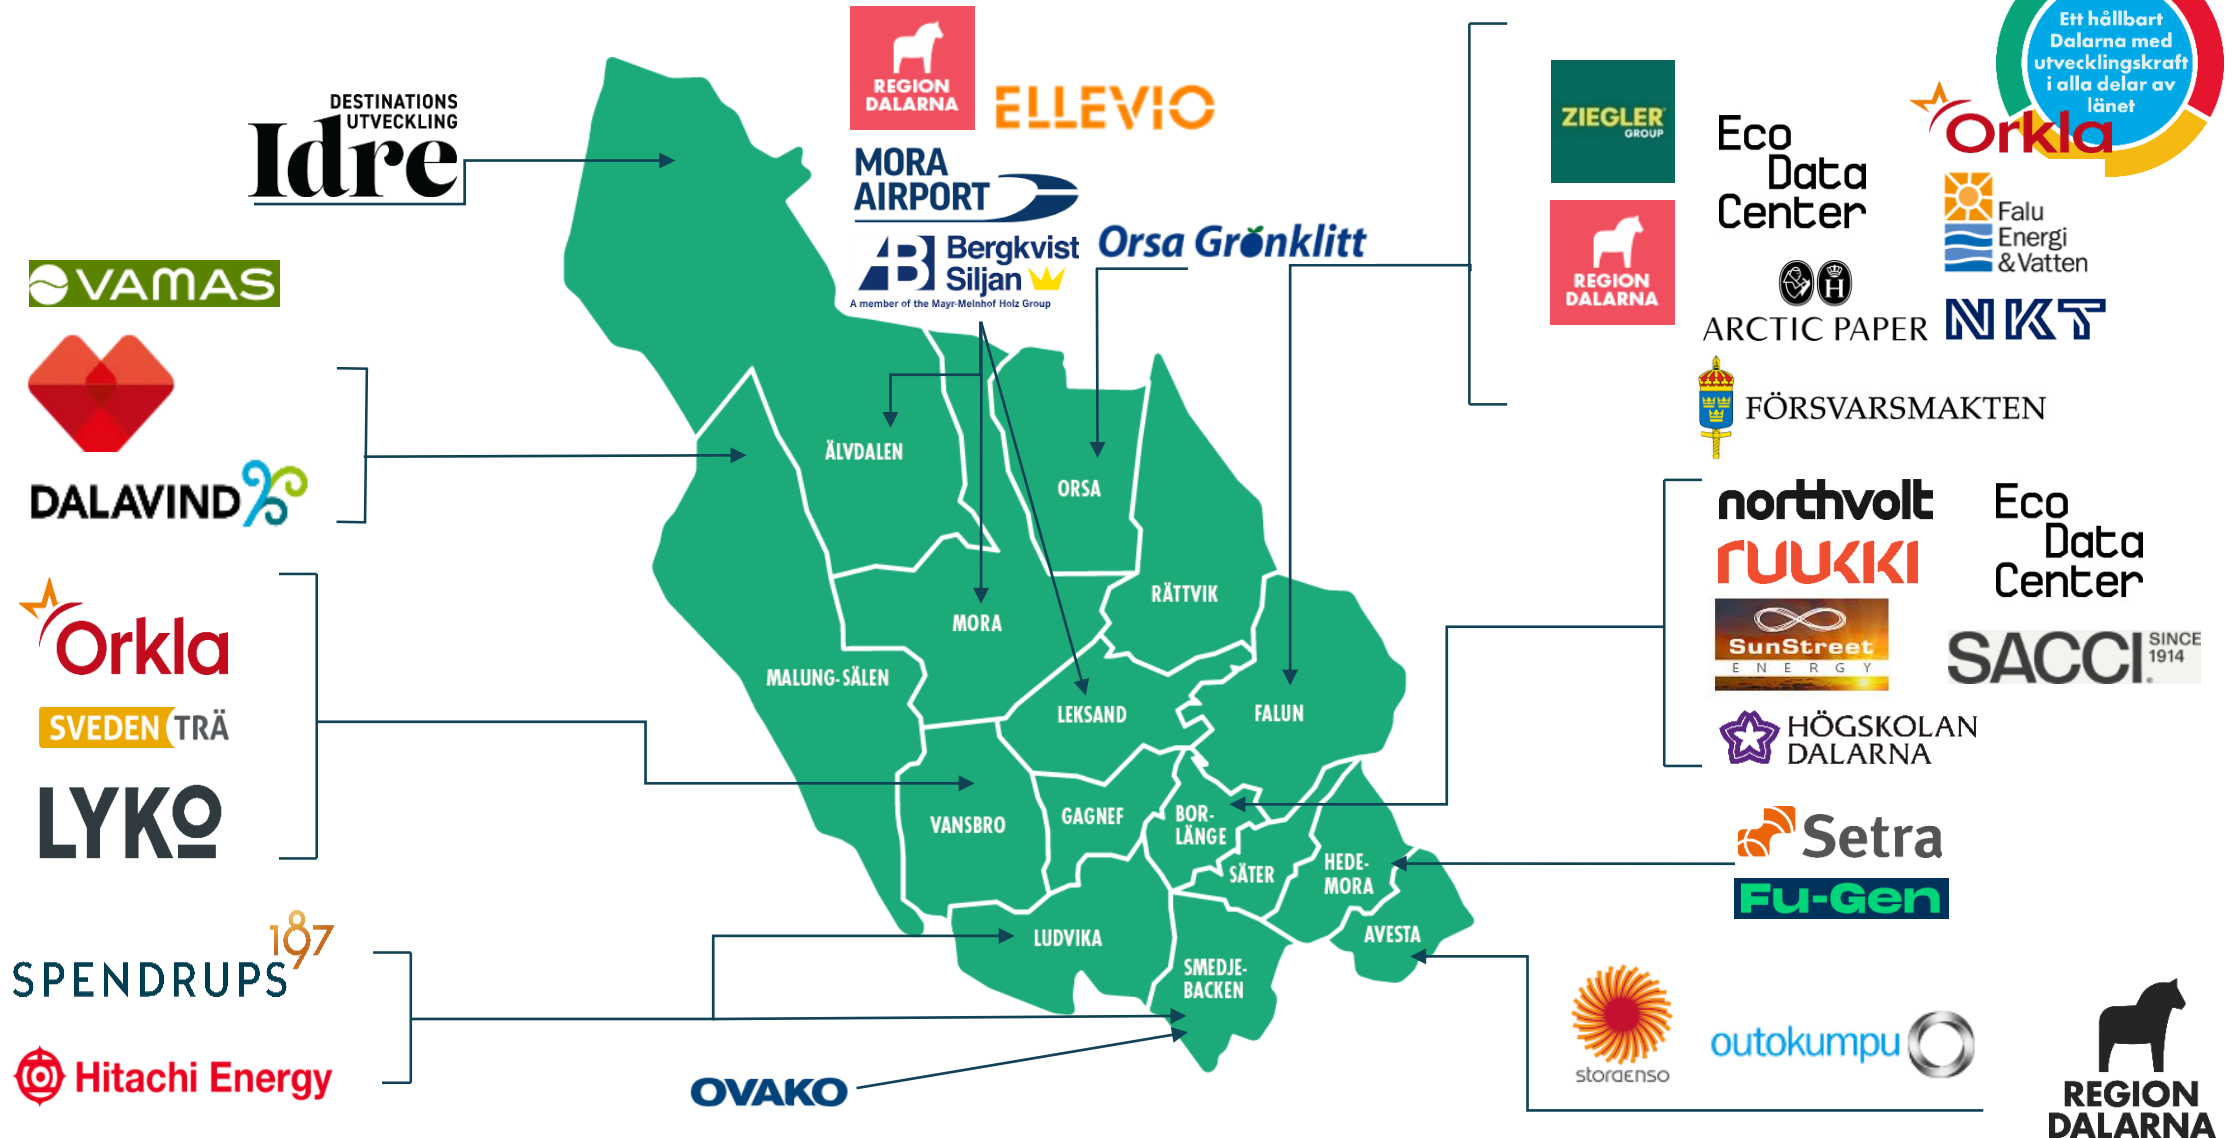 Ett hållbart
Dalarna med
utvecklingskraft
i alla delar av
länet
DESTINATIONS
UTVECKLING
Idre
REGION
DALARNA
ELLEVIO
MORA
AIRPORT
Bergkvist
Siljan
A member of the Mayr-Melnhof Holz Group
Orsa Grönklitt
ZIEGLER
GROUP
Eco
Data
Center
Orkla
REGION
DALARNA
Falu
Energi
& Vatten
H
ARCTIC PAPER
NKT
FÖRSVARSMAKTEN
VAMAS
DALAVIND
Orkla
SVEDEN TRÄ
LYKO
1897
SPENDRUPS
Hitachi Energy
OVAKO
ÄLVDALEN
ORSA
RÄTTVIK
MORA
MALUNG-SÄLEN
LEKSAND
FALUN
VANSBRO
GAGNEF
BOR-
LÄNGE
SÄTER
HEDE-
MORA
AVESTA
LUDVIKA
SMEDJE-
BACKEN
northvolt
ruukki
Eco
Data
Center
SunStreet
ENERGY
SACCI SINCE
1914
HÖGSKOLAN
DALARNA
Setra
Fu-Gen
storaenso
outokumpu
REGION
DALARNA